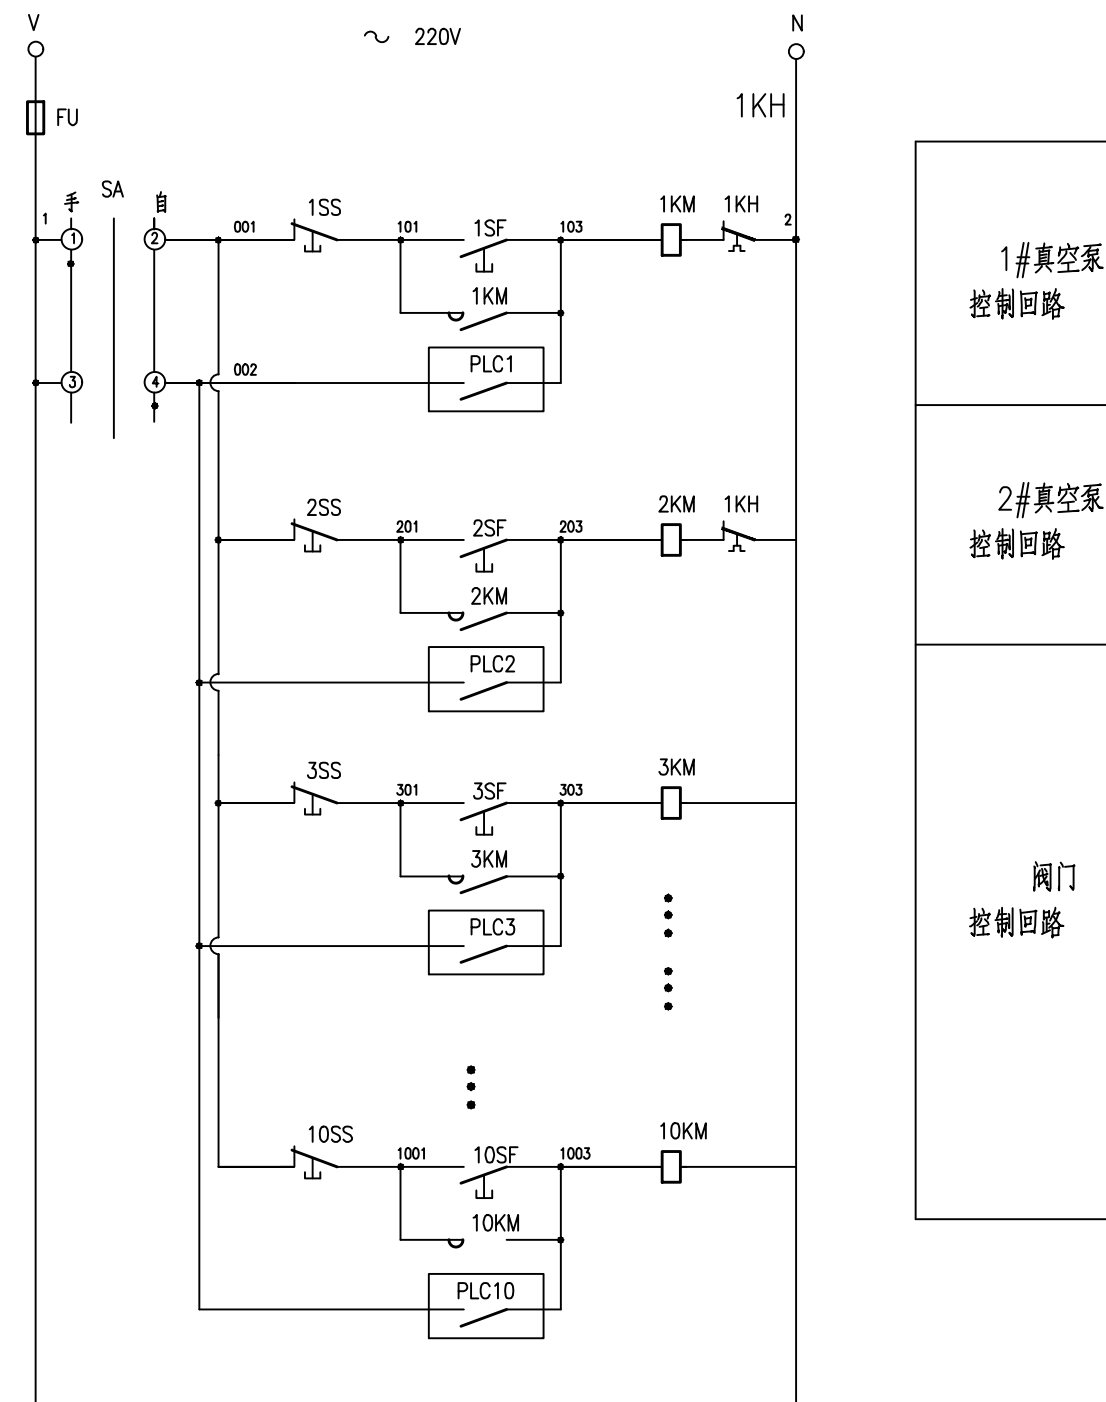 V
～ 220V
N
FU
1KH
手 SA 自
1
1
2
001
1SS
101
1SF
103
1KM
1KH
2
1KM
1#真空泵
控制回路
3
4
002
PLC1
2SS
201
2SF
203
2KM
1KH
2KM
2#真空泵
控制回路
PLC2
3SS
301
3SF
303
3KM
3KM
PLC3
阀门
控制回路
10SS
1001
10SF
1003
10KM
10KM
PLC10